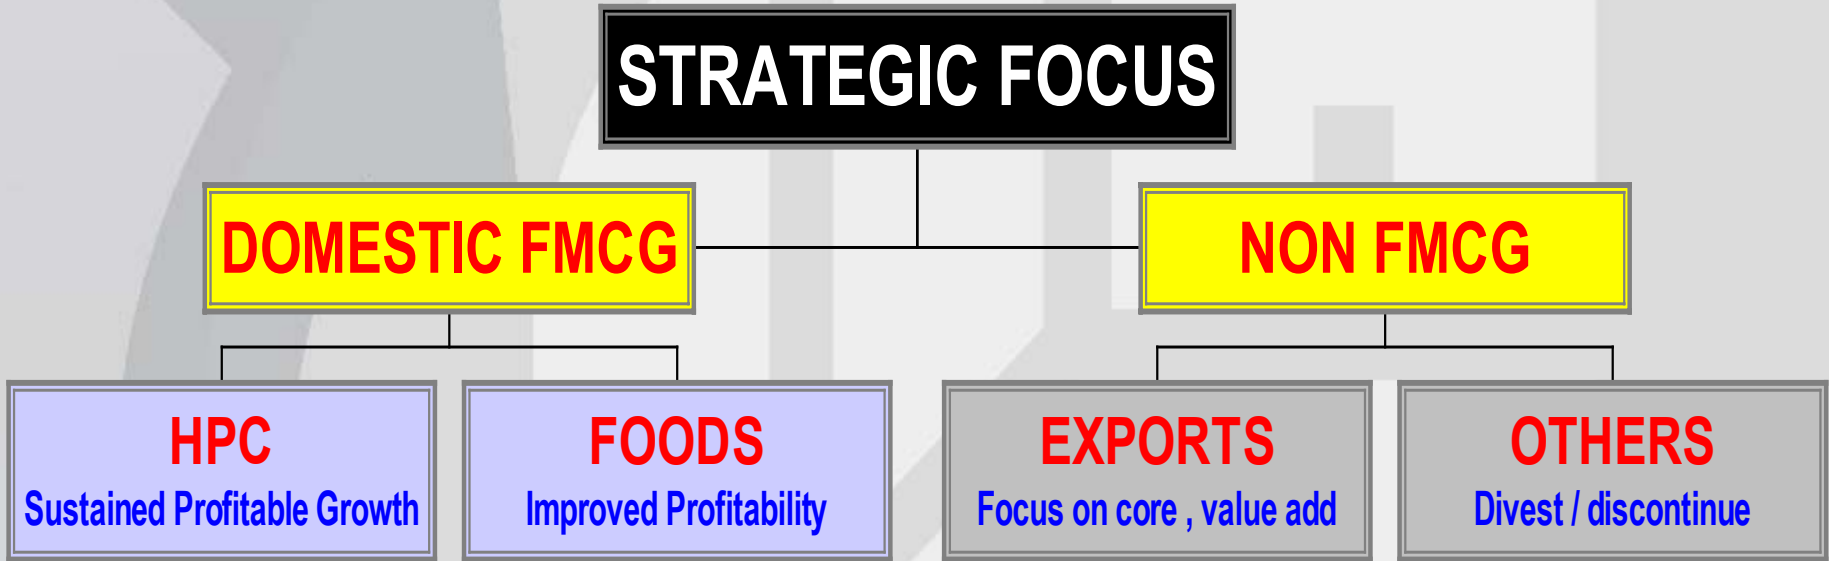 STRATEGIC FOCUS
DOMESTIC FMCG
NON FMCG
HPC
Sustained Profitable Growth
FOODS
Improved Profitability
EXPORTS
Focus on core , value add
OTHERS
Divest / discontinue